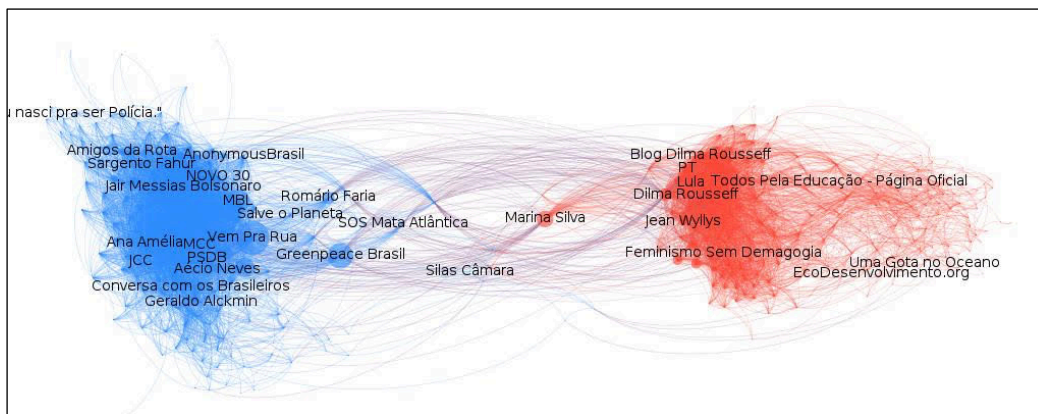 u nasci pra ser Polícia."
Amigos da Rota
AnonymousBrasil
Sargento Fahur
NOVO 30
Jair Messias Bolsonaro
MBL
Romário Faria
Salve o Planeta
SOS Mata Atlântica
Vem Pra Rua
Ana Amélia
MCC
Greenpeace Brasil
JCC
PSDB
Aécio Neves
Conversa com os Brasileiros
Geraldo Alckmin
Marina Silva
Silas Câmara
Blog Dilma Rousseff
PT
Lula
Todos Pela Educação - Página Oficial
Dilma Rousseff
Jean Wyllys
Feminismo Sem Demagogia
Uma Gota no Oceano
EcoDesenvolvimento.org